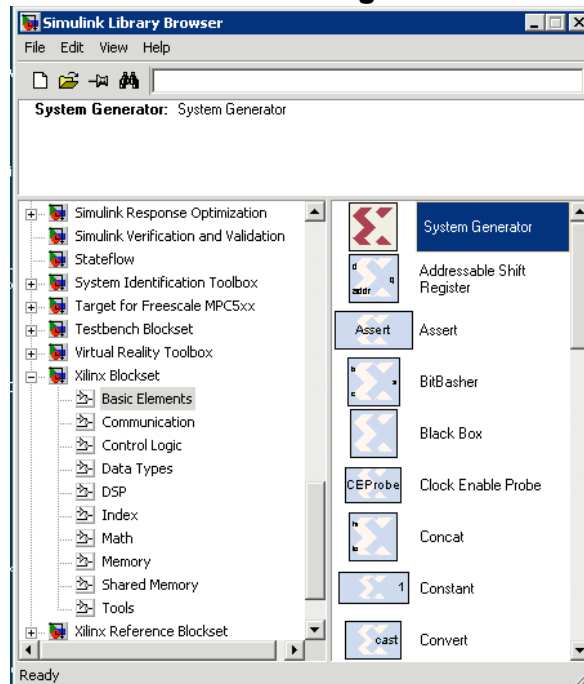 Simulink Library Browser
File Edit View Help
System Generator: System Generator
Simulink Response Optimization
Simulink Verification and Validation
Stateflow
System Identification Toolbox
Target for Freescale MPC5xx
Testbench Blockset
Virtual Reality Toolbox
Xilinx Blockset
Basic Elements
Communication
Control Logic
Data Types
DSP
Index
Math
Memory
Shared Memory
Tools
Xilinx Reference Blockset
System Generator
d
q
addr
Addressable Shift
Register
Assert
Assert
b
a
c
BitBasher
Black Box
CEProbe
Clock Enable Probe
hi
lo
Concat
1
Constant
cast
Convert
Ready